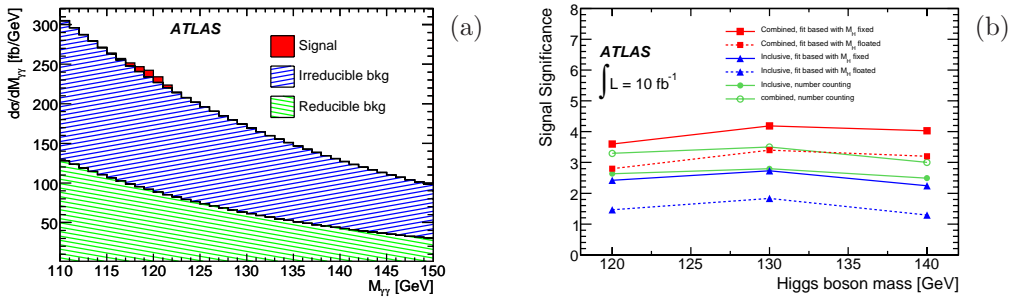 dσ/dM_γγ [fb/GeV]
300
250
200
150
100
50
110 115 120 125 130 135 140 145 150
M_γγ [GeV]
ATLAS
Signal
Irreducible bkg
Reducible bkg
(a)
Signal Significance
8
7
6
5
4
3
2
1
0
120 125 130 135 140
Higgs boson mass [GeV]
ATLAS
∫ L = 10 fb⁻¹
Combined, fit based with M_H fixed
Combined, fit based with M_H floated
Inclusive, fit based with M_H fixed
Inclusive, fit based with M_H floated
Inclusive, number counting
combined, number counting
(b)